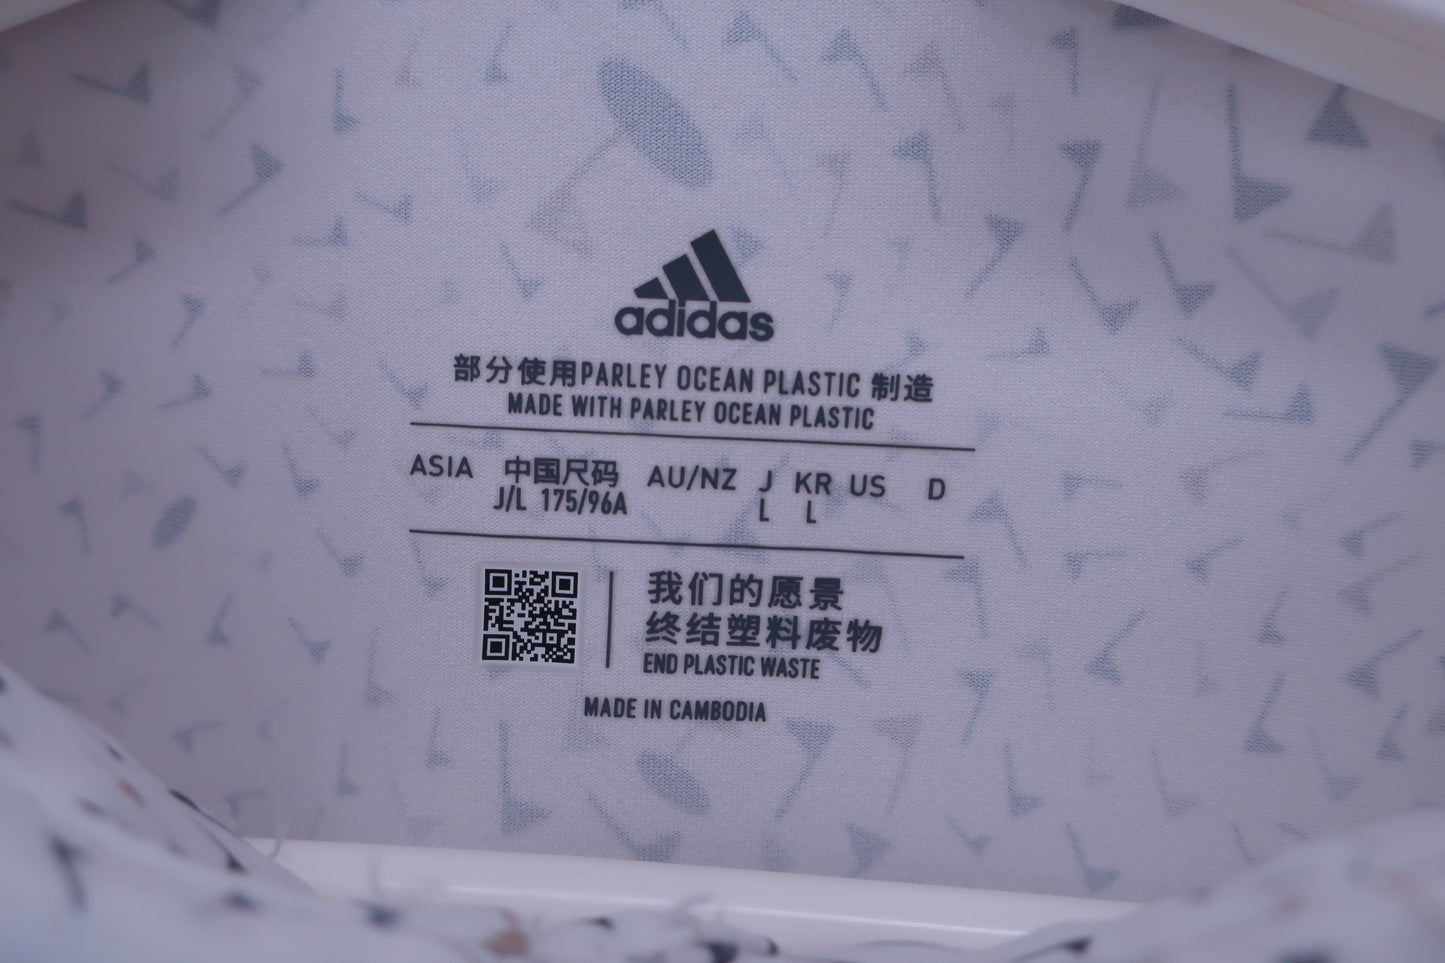 adidas
部分使用PARLEY OCEAN PLASTIC 制造
MADE WITH PARLEY OCEAN PLASTIC
ASIA 中国尺码 AU/NZ J KR US D
J/L 175/96A L L
我们的愿景
终结塑料废物
END PLASTIC WASTE
MADE IN CAMBODIA